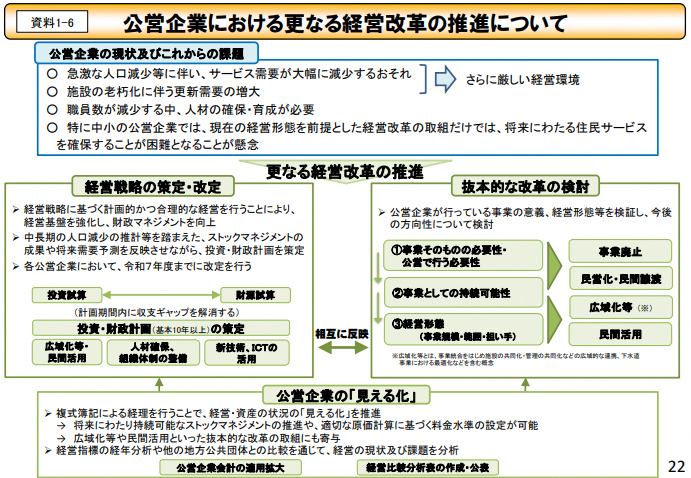 資料1-6
公営企業における更なる経営改革の推進について
公営企業の現状及びこれからの課題
○ 急激な人口減少等に伴い、サービス需要が大幅に減少するおそれ
○ 施設の老朽化に伴う更新需要の増大
さらに厳しい経営環境
○ 職員数が減少する中、人材の確保・育成が必要
○ 特に中小の公営企業では、現在の経営形態を前提とした経営改革の取組だけでは、将来にわたる住民サービス
を確保することが困難となることが懸念
更なる経営改革の推進
経営戦略の策定・改定
➢ 経営戦略に基づく計画的かつ合理的な経営を行うことにより、
経営基盤を強化し、財政マネジメントを向上
➢ 中長期の人口減少の推計等を踏まえた、ストックマネジメントの
成果や将来需要予測を反映させながら、投資・財政計画を策定
➢ 各公営企業において、令和7年度までに改定を行う
投資試算
財源試算
(計画期間内に収支ギャップを解消する)
投資・財政計画(基本10年以上)の策定
広域化等・
民間活用
人材確保、
組織体制の整備
新技術、ICTの
活用
相互に反映
抜本的な改革の検討
➢ 公営企業が行っている事業の意義、経営形態等を検証し、今後
の方向性について検討
①事業そのものの必要性・
公営で行う必要性
②事業としての持続可能性
③経営形態
(事業規模・範囲・担い手)
事業廃止
民営化・民間譲渡
広域化等(※)
民間活用
※広域化等とは、事業統合をはじめ施設の共同化・管理の共同化などの広域的な連携、下水道
事業における最適化などを含む概念
公営企業の「見える化」
➢ 複式簿記による経理を行うことで、経営・資産の状況の「見える化」を推進
→ 将来にわたり持続可能なストックマネジメントの推進や、適切な原価計算に基づく料金水準の設定が可能
→ 広域化等や民間活用といった抜本的な改革の取組にも寄与
➢ 経営指標の経年分析や他の地方公共団体との比較を通じて、経営の現状及び課題を分析
公営企業会計の適用拡大
経営比較分析表の作成・公表
22